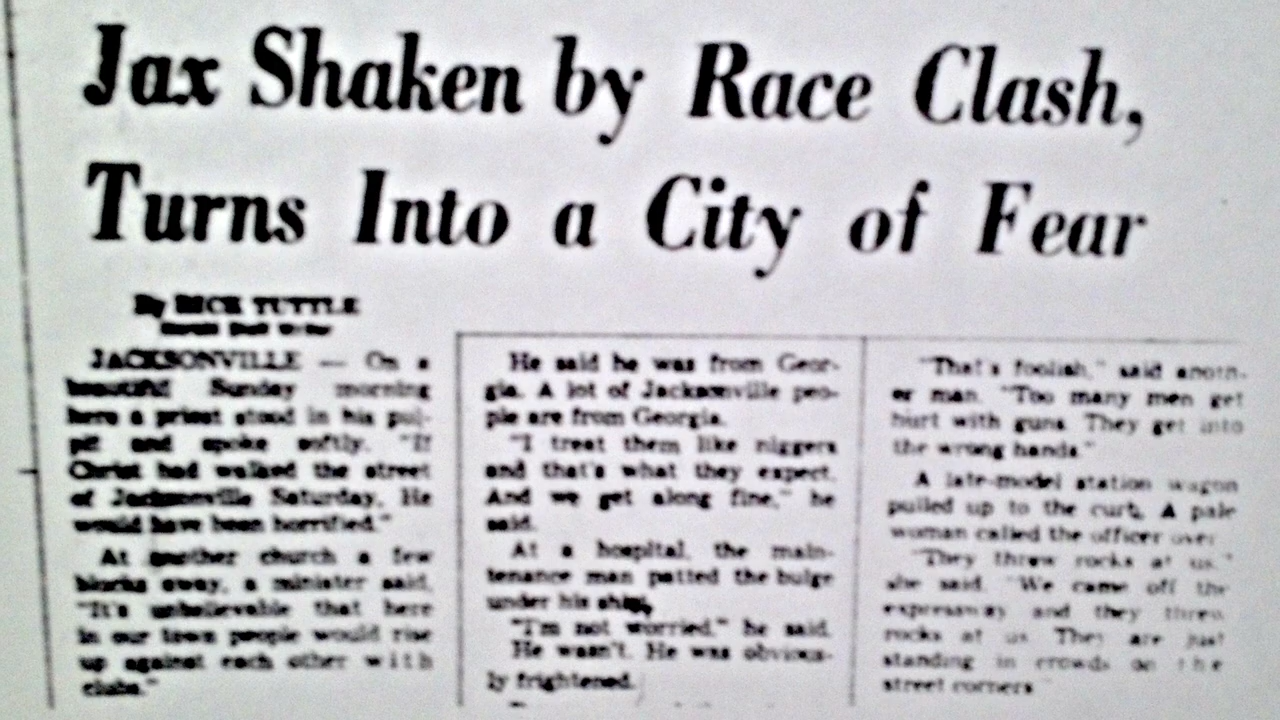 Jax Shaken by Race Clash,
Turns Into a City of Fear
By DICK TUTTLE
Herald Staff Writer
JACKSONVILLE — On a
beautiful Sunday morning
here a priest stood in his pul-
pit and spoke softly. "If
Christ had walked the street
of Jacksonville Saturday, He
would have been horrified."
At another church a few
blocks away, a minister said,
"It's unbelievable that here
in our town people would rise
up against each other with
clubs."
He said he was from Geor-
gia. A lot of Jacksonville peo-
ple are from Georgia.
"I treat them like niggers
and that's what they expect.
And we get along fine," he
said.
At a hospital, the main-
tenance man patted the bulge
under his shirt.
"I'm not worried," he said.
He wasn't. He was obvious-
ly frightened.
"That's foolish," said anoth-
er man. "Too many men get
hurt with guns. They get into
the wrong hands."
A late-model station wagon
pulled up to the curb. A pale
woman called the officer over.
"They threw rocks at us,"
she said. "We came off the
expressway and they threw
rocks at us. They are just
standing in crowds on the
street corners."